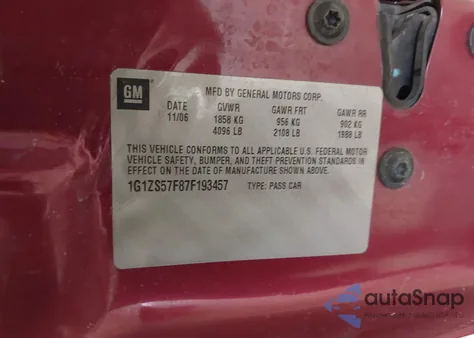 GM
MFD BY GENERAL MOTORS CORP.
DATE GVWR GAWR FRT GAWR RR
11/06 1858 KG 956 KG 902 KG
4096 LB 2108 LB 1988 LB
THIS VEHICLE CONFORMS TO ALL APPLICABLE U.S. FEDERAL MOTOR
VEHICLE SAFETY, BUMPER, AND THEFT PREVENTION STANDARDS IN
EFFECT ON THE DATE OF MANUFACTURE SHOWN ABOVE.
1G1ZS57F87F193457 TYPE: PASS CAR
autoSnap